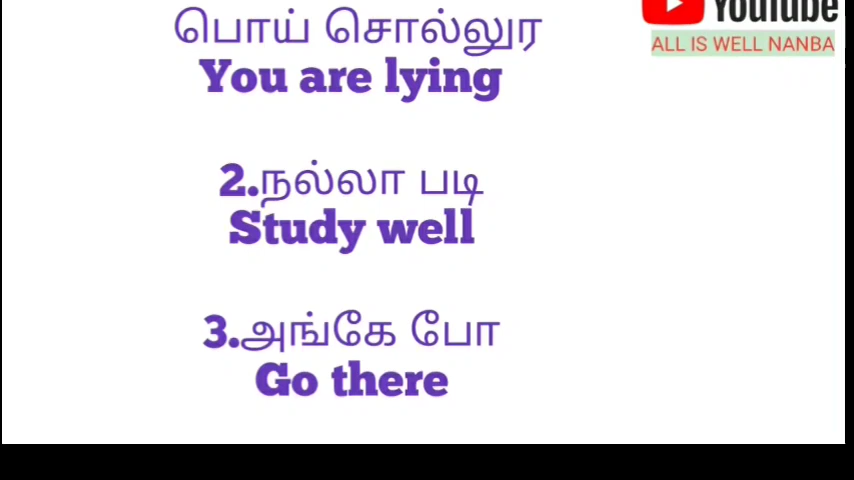 பொய் சொல்லுர
You are lying
YouTube
ALL IS WELL NANBA
2.நல்லா படி
Study well
3.அங்கே போ
Go there